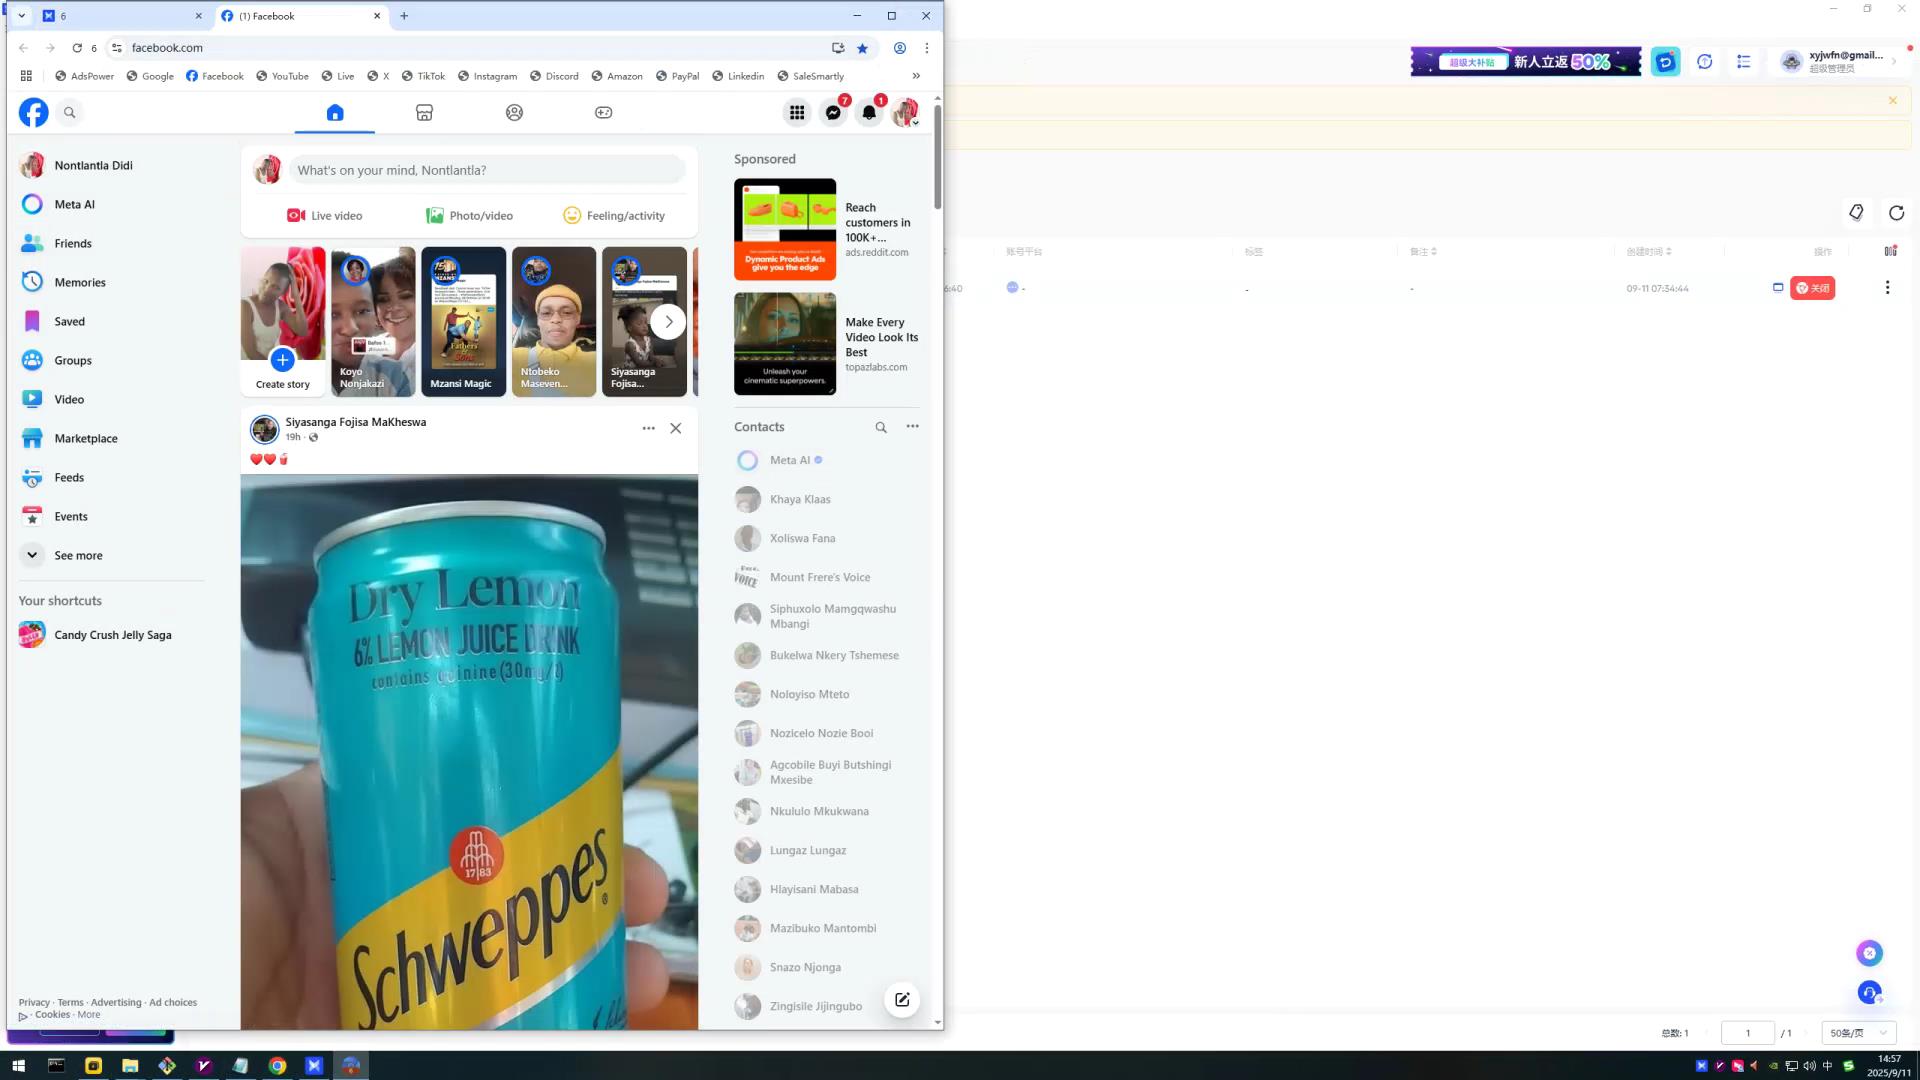 6
(1) Facebook
6
facebook.com
AdsPower
Google
Facebook
YouTube
Live
X
TikTok
Instagram
Discord
Amazon
PayPal
Linkedin
SaleSmartly
超级大补贴 新人立返 50%
xyjwfn@gmail...
超级管理员
7
1
Nontlantla Didi
Meta AI
Friends
Memories
Saved
Groups
Video
Marketplace
Feeds
Events
See more
Your shortcuts
Candy Crush Jelly Saga
Privacy · Terms · Advertising · Ad choices
· Cookies · More
What's on your mind, Nontlantla?
Live video
Photo/video
Feeling/activity
Create story
Koyo
Nonjakazi
Mzansi Magic
Ntobeko
Maseven...
Siyasanga
Fojisa...
Siyasanga Fojisa MaKheswa
19h ·
Dry Lemon
6% LEMON JUICE DRINK
contains quinine (30mg/ℓ)
1783
Schweppes
Sponsored
Dynamic Product Ads
give you the edge
Reach
customers in
100K+...
ads.reddit.com
Unleash your
cinematic superpowers.
Make Every
Video Look Its
Best
topazlabs.com
Contacts
Meta AI
Khaya Klaas
Xoliswa Fana
Mount Frere's Voice
Siphuxolo Mamgqwashu
Mbangi
Bukelwa Nkery Tshemese
Noloyiso Mteto
Nozicelo Nozie Booi
Agcobile Buyi Butshingi
Mxesibe
Nkululo Mkukwana
Lungaz Lungaz
Hlayisani Mabasa
Mazibuko Mantombi
Snazo Njonga
Zingisile Jijingubo
账号平台
标签
备注
创建时间
操作
6:40
-
-
-
09-11 07:34:44
关闭
总数: 1
1
/ 1
50条/页
中
14:57
2025/9/11